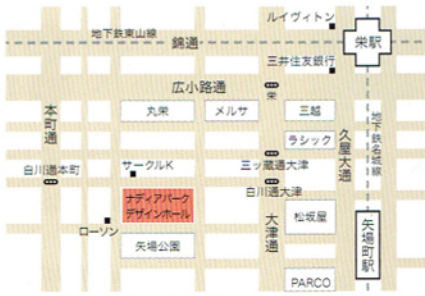 ルイヴィトン
地下鉄東山線
錦通
栄駅
三井住友銀行
広小路通
栄
丸栄
メルサ
三越
本町通
ラシック
久屋大通
地下鉄名城線
白川通本町
サークルK
三ッ蔵通大津
白川通大津
ナディアパーク
デザインホール
大津通
松坂屋
矢場町駅
ローソン
矢場公園
PARCO